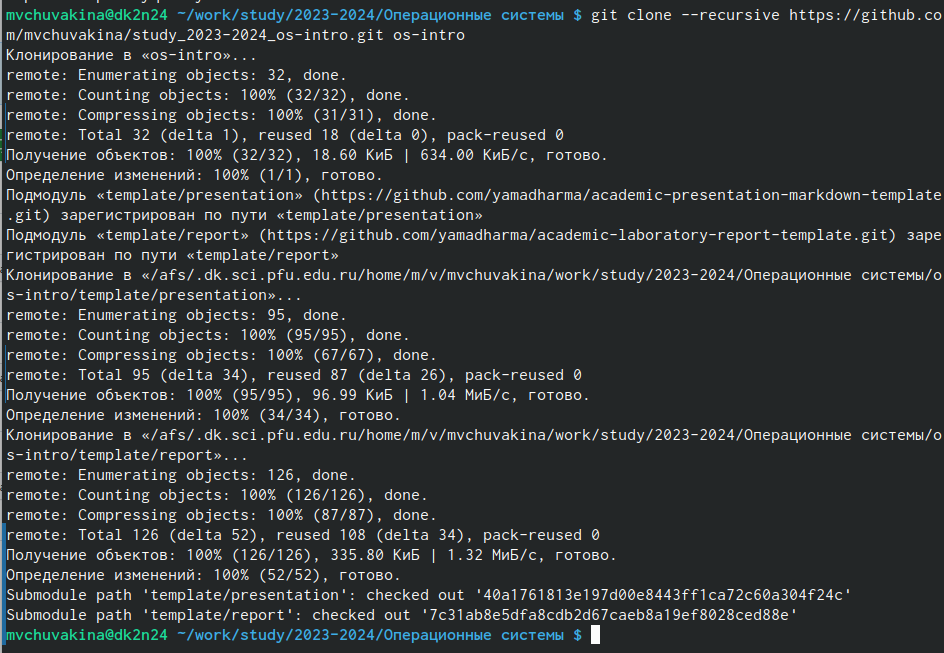 mvchuvakina@dk2n24 ~/work/study/2023-2024/Операционные системы $ git clone --recursive https://github.co
m/mvchuvakina/study_2023-2024_os-intro.git os-intro
Клонирование в «os-intro»...
remote: Enumerating objects: 32, done.
remote: Counting objects: 100% (32/32), done.
remote: Compressing objects: 100% (31/31), done.
remote: Total 32 (delta 1), reused 18 (delta 0), pack-reused 0
Получение объектов: 100% (32/32), 18.60 КиБ | 634.00 КиБ/с, готово.
Определение изменений: 100% (1/1), готово.
Подмодуль «template/presentation» (https://github.com/yamadharma/academic-presentation-markdown-template
.git) зарегистрирован по пути «template/presentation»
Подмодуль «template/report» (https://github.com/yamadharma/academic-laboratory-report-template.git) заре
гистрирован по пути «template/report»
Клонирование в «/afs/.dk.sci.pfu.edu.ru/home/m/v/mvchuvakina/work/study/2023-2024/Операционные системы/o
s-intro/template/presentation»...
remote: Enumerating objects: 95, done.
remote: Counting objects: 100% (95/95), done.
remote: Compressing objects: 100% (67/67), done.
remote: Total 95 (delta 34), reused 87 (delta 26), pack-reused 0
Получение объектов: 100% (95/95), 96.99 КиБ | 1.04 МиБ/с, готово.
Определение изменений: 100% (34/34), готово.
Клонирование в «/afs/.dk.sci.pfu.edu.ru/home/m/v/mvchuvakina/work/study/2023-2024/Операционные системы/o
s-intro/template/report»...
remote: Enumerating objects: 126, done.
remote: Counting objects: 100% (126/126), done.
remote: Compressing objects: 100% (87/87), done.
remote: Total 126 (delta 52), reused 108 (delta 34), pack-reused 0
Получение объектов: 100% (126/126), 335.80 КиБ | 1.32 МиБ/с, готово.
Определение изменений: 100% (52/52), готово.
Submodule path 'template/presentation': checked out '40a1761813e197d00e8443ff1ca72c60a304f24c'
Submodule path 'template/report': checked out '7c31ab8e5dfa8cdb2d67caeb8a19ef8028ced88e'
mvchuvakina@dk2n24 ~/work/study/2023-2024/Операционные системы $